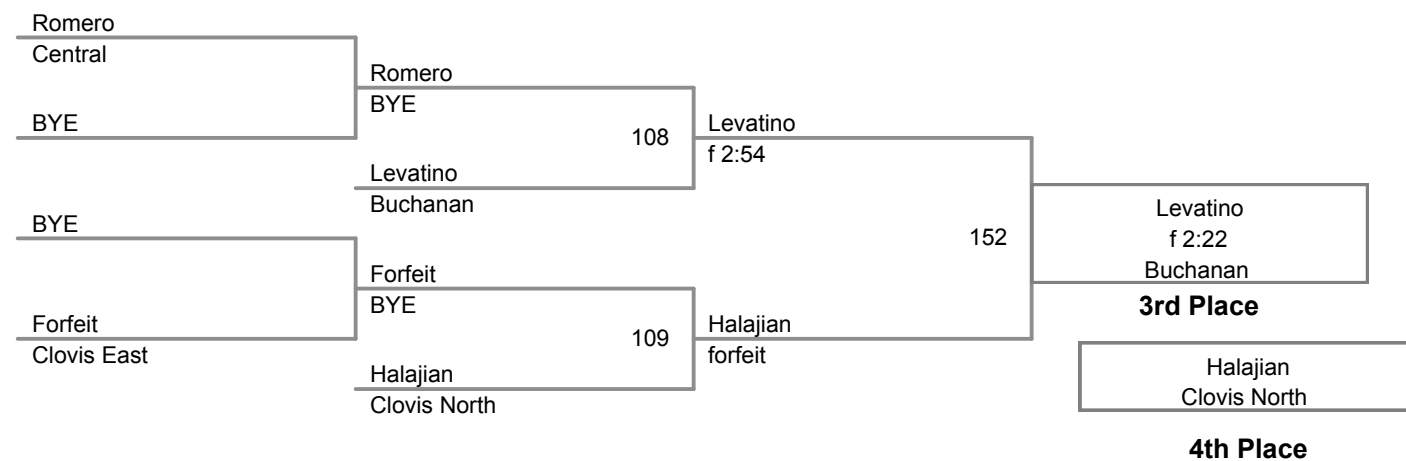 Romero
Central
BYE
BYE
Forfeit
Clovis East
Romero
BYE
108
Levatino
Buchanan
Forfeit
BYE
109
Halajian
Clovis North
Levatino
f 2:54
152
Halajian
forfeit
Levatino
f 2:22
Buchanan
3rd Place
Halajian
Clovis North
4th Place